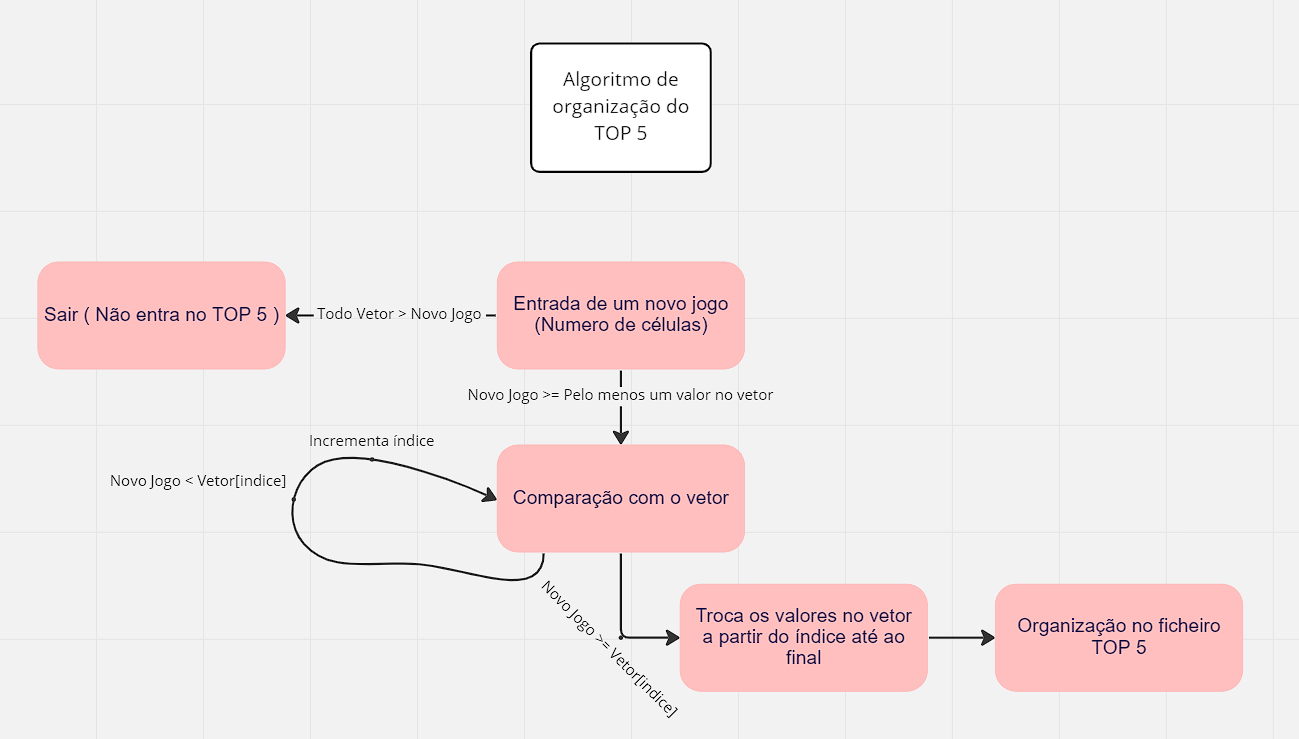 Algoritmo de
organização do
TOP 5
Sair ( Não entra no TOP 5 )
Todo Vetor > Novo Jogo
Entrada de um novo jogo
(Numero de células)
Novo Jogo >= Pelo menos um valor no vetor
Incrementa índice
Novo Jogo < Vetor[indice]
Comparação com o vetor
Novo Jogo >= Vetor[indice]
Troca os valores no vetor
a partir do índice até ao
final
Organização no ficheiro
TOP 5